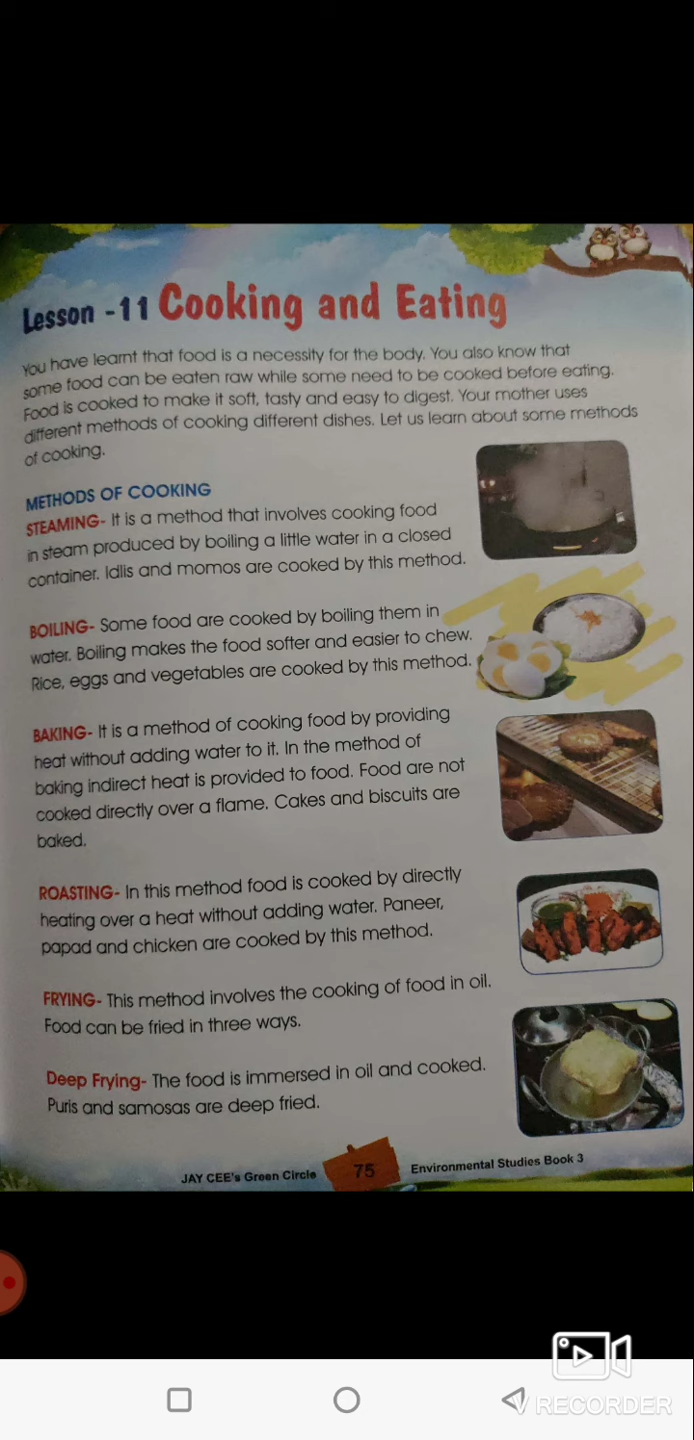 Lesson -11 Cooking and Eating
You have learnt that food is a necessity for the body. You also know that
some food can be eaten raw while some need to be cooked before eating.
Food is cooked to make it soft, tasty and easy to digest. Your mother uses
different methods of cooking different dishes. Let us learn about some methods
of cooking.
METHODS OF COOKING
STEAMING- It is a method that involves cooking food
in steam produced by boiling a little water in a closed
container. Idlis and momos are cooked by this method.
BOILING- Some food are cooked by boiling them in
water. Boiling makes the food softer and easier to chew.
Rice, eggs and vegetables are cooked by this method.
BAKING- It is a method of cooking food by providing
heat without adding water to it. In the method of
baking indirect heat is provided to food. Food are not
cooked directly over a flame. Cakes and biscuits are
baked.
ROASTING- In this method food is cooked by directly
heating over a heat without adding water. Paneer,
papad and chicken are cooked by this method.
FRYING- This method involves the cooking of food in oil.
Food can be fried in three ways.
Deep Frying- The food is immersed in oil and cooked.
Puris and samosas are deep fried.
JAY CEE's Green Circle 75 Environmental Studies Book 3
V RECORDER